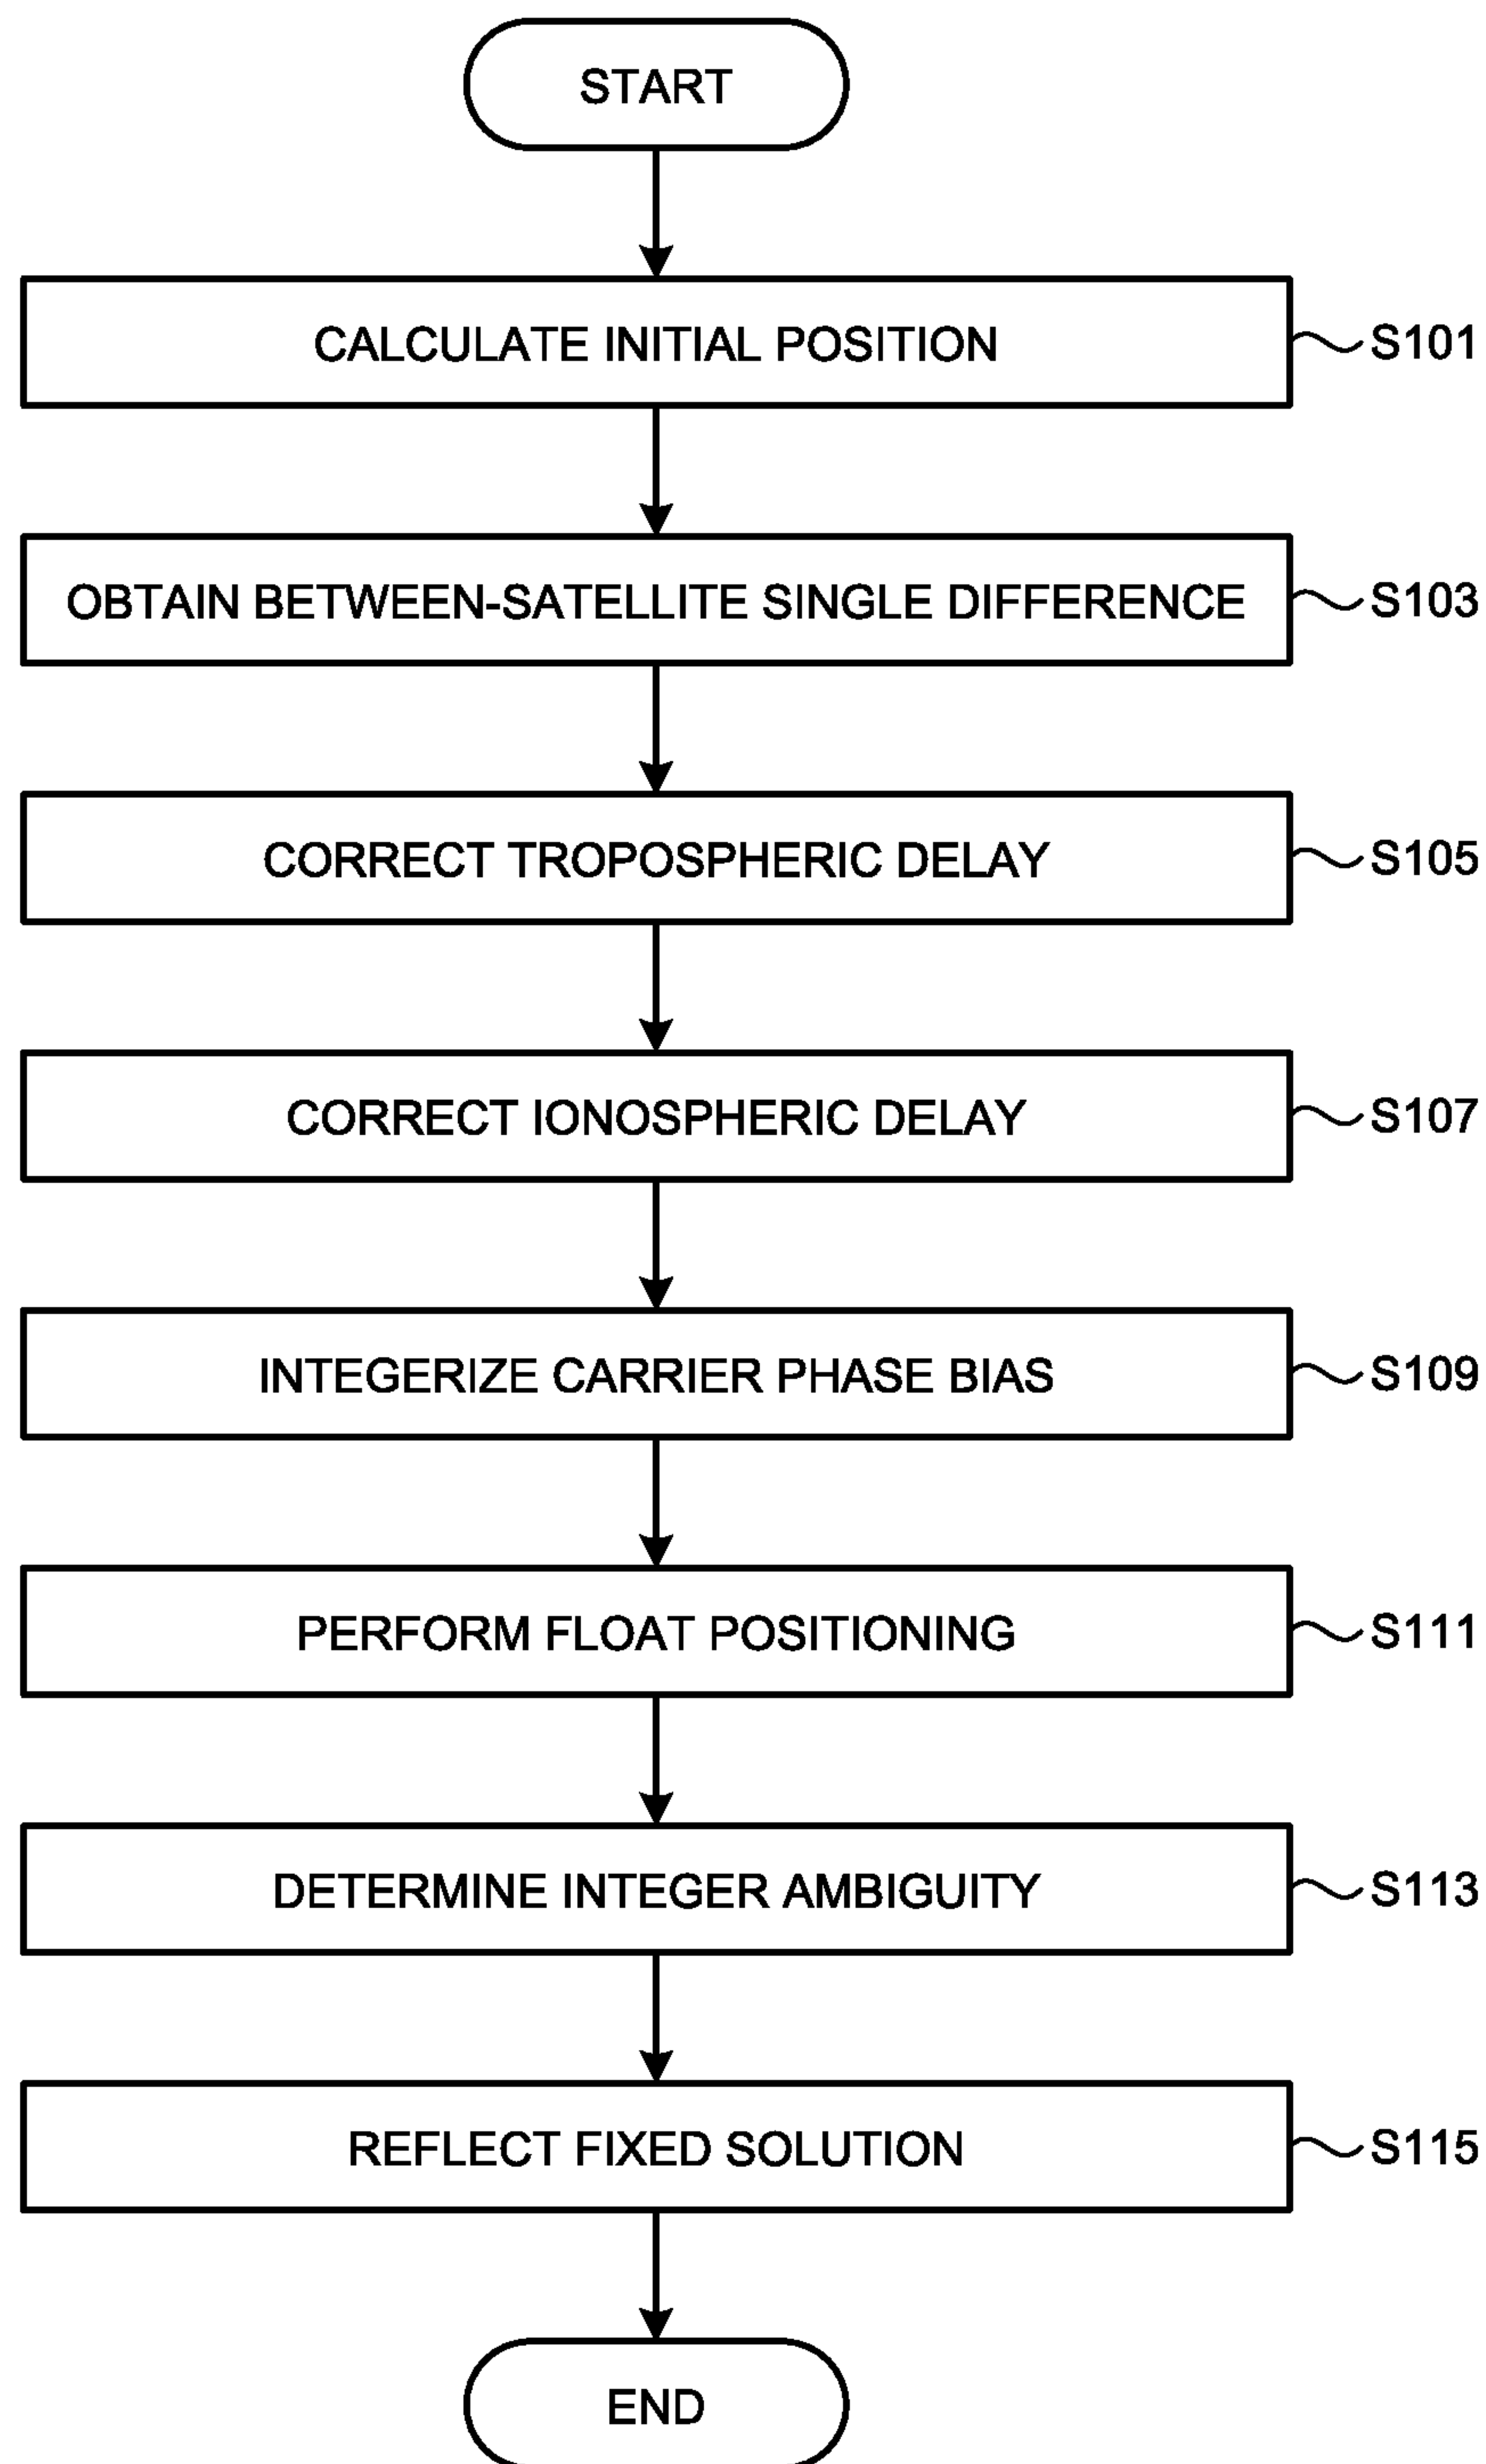 START
CALCULATE INITIAL POSITION
S101
OBTAIN BETWEEN-SATELLITE SINGLE DIFFERENCE
S103
CORRECT TROPOSPHERIC DELAY
S105
CORRECT IONOSPHERIC DELAY
S107
INTEGERIZE CARRIER PHASE BIAS
S109
PERFORM FLOAT POSITIONING
S111
DETERMINE INTEGER AMBIGUITY
S113
REFLECT FIXED SOLUTION
S115
END